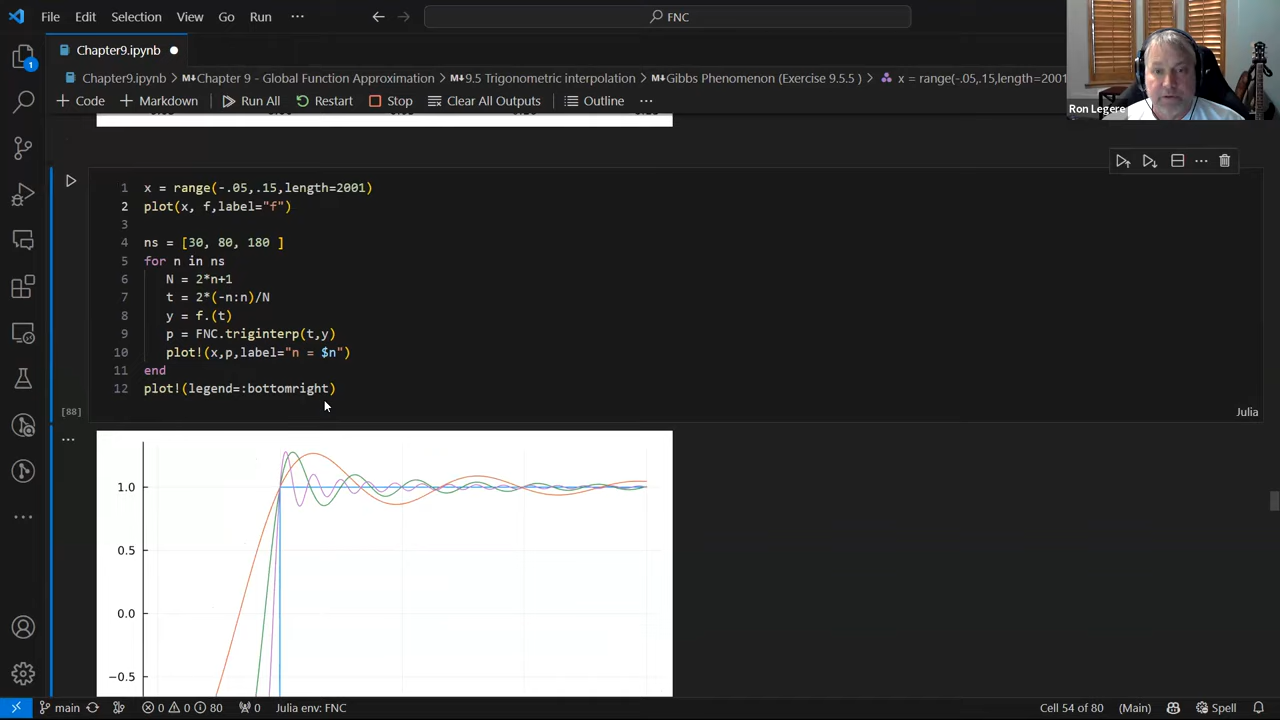 File Edit Selection View Go Run ··· FNC
Ron Legere
Chapter9.ipynb
Chapter9.ipynb > Chapter 9 - Global Function Approximation > 9.5 Trigonometric interpolation > Gibbs Phenomenon (Exercise 9.5.5 ) > x = range(-.05,.15,length=2001
+ Code + Markdown Run All Restart Stop Clear All Outputs Outline ···
1
1 x = range(-.05,.15,length=2001)
2 plot(x, f,label="f")
3
4 ns = [30, 80, 180 ]
5 for n in ns
6 N = 2*n+1
7 t = 2*(-n:n)/N
8 y = f.(t)
9 p = FNC.triginterp(t,y)
10 plot!(x,p,label="n = $n")
11 end
12 plot!(legend=:bottomright)
[88] Julia
1.0
0.5
0.0
−0.5
main 0 0 80 0 Julia env: FNC Cell 54 of 80 (Main) Spell